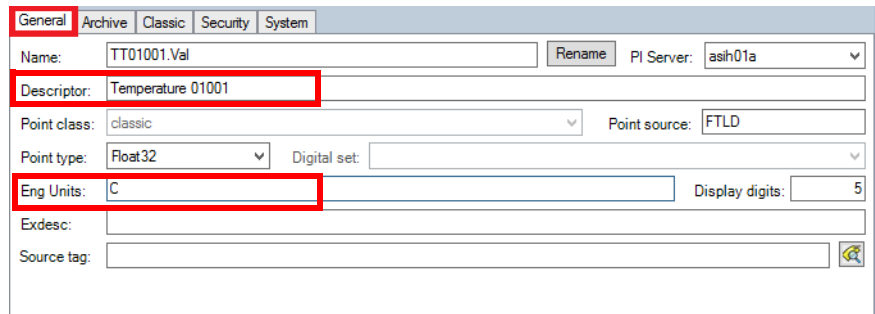 General Archive Classic Security System
Name: TT01001.Val Rename PI Server: asih01a
Descriptor: Temperature 01001
Point class: classic Point source: FTLD
Point type: Float32 Digital set:
Eng Units: C Display digits: 5
Exdesc:
Source tag: